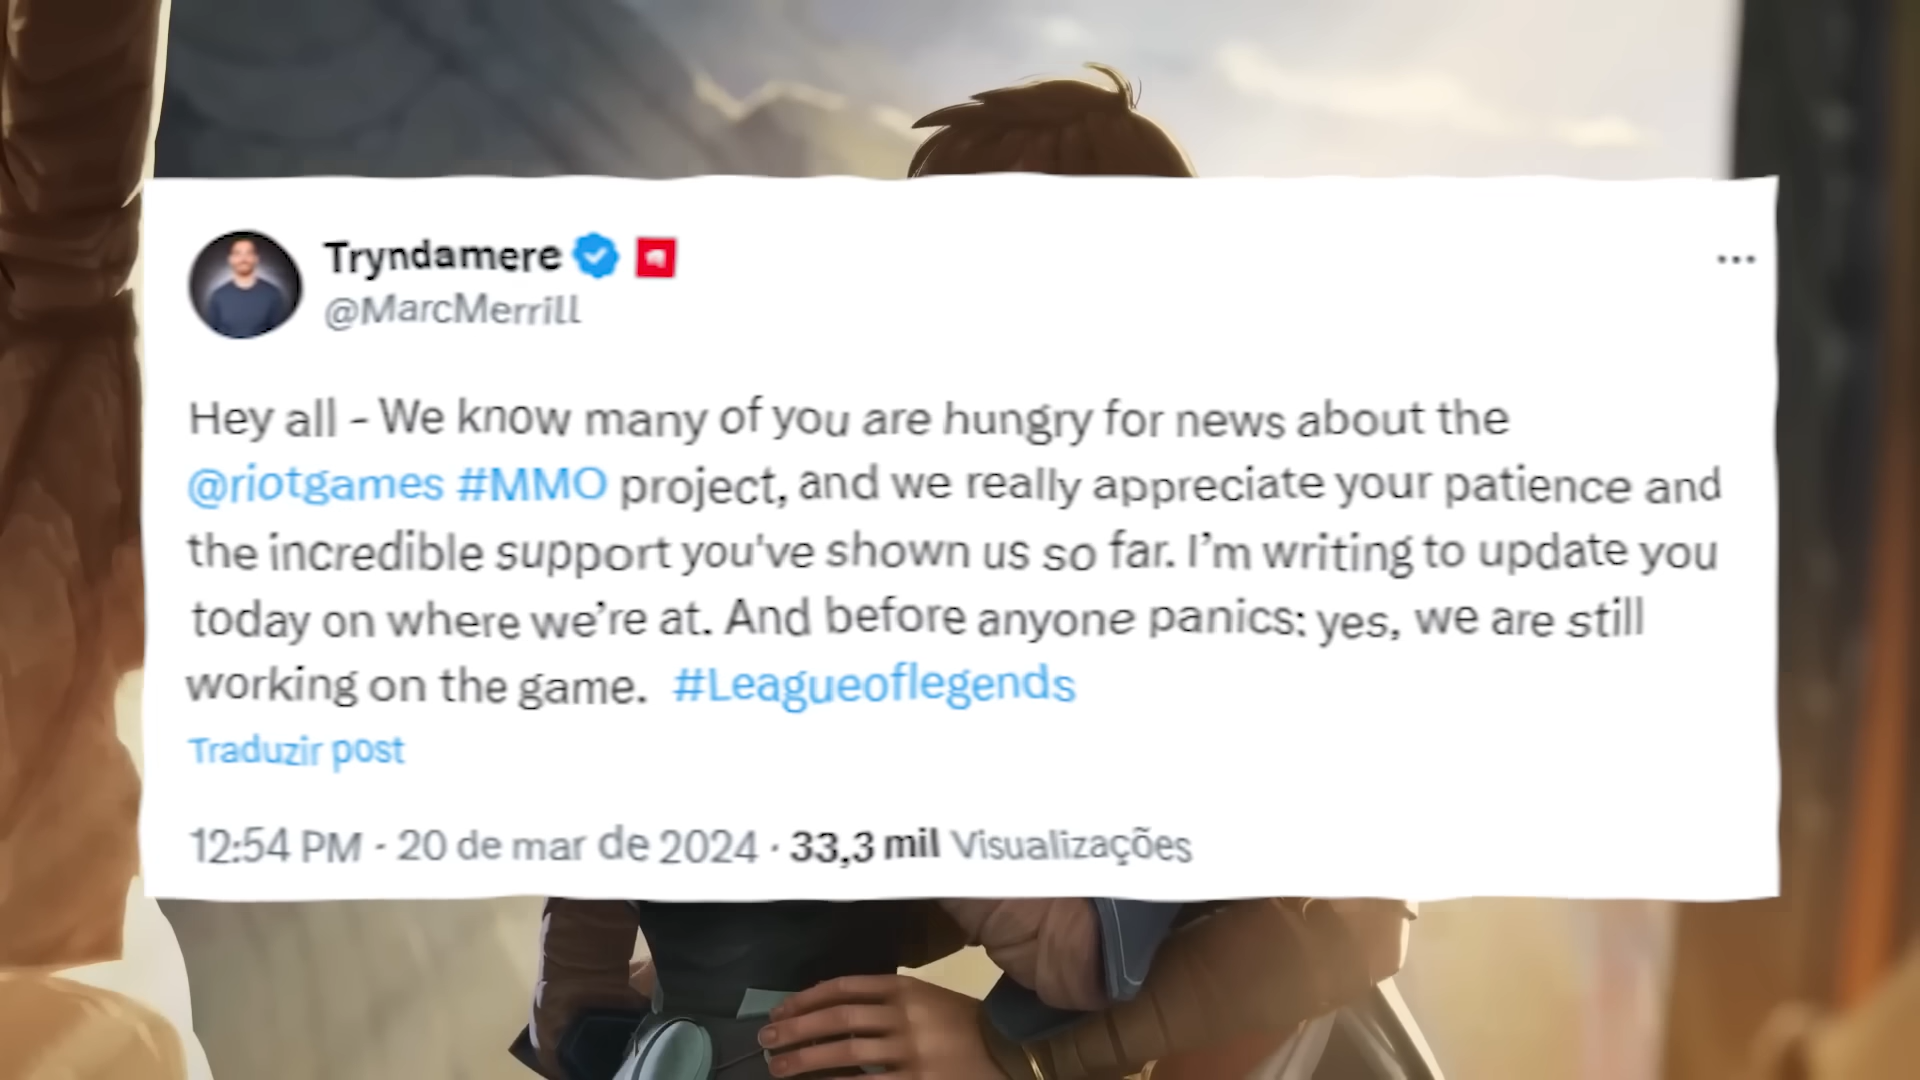 Tryndamere
@MarcMerrill
Hey all - We know many of you are hungry for news about the
@riotgames #MMO project, and we really appreciate your patience and
the incredible support you've shown us so far. I’m writing to update you
today on where we’re at. And before anyone panics: yes, we are still
working on the game. #Leagueoflegends
Traduzir post
12:54 PM · 20 de mar de 2024 · 33,3 mil Visualizações